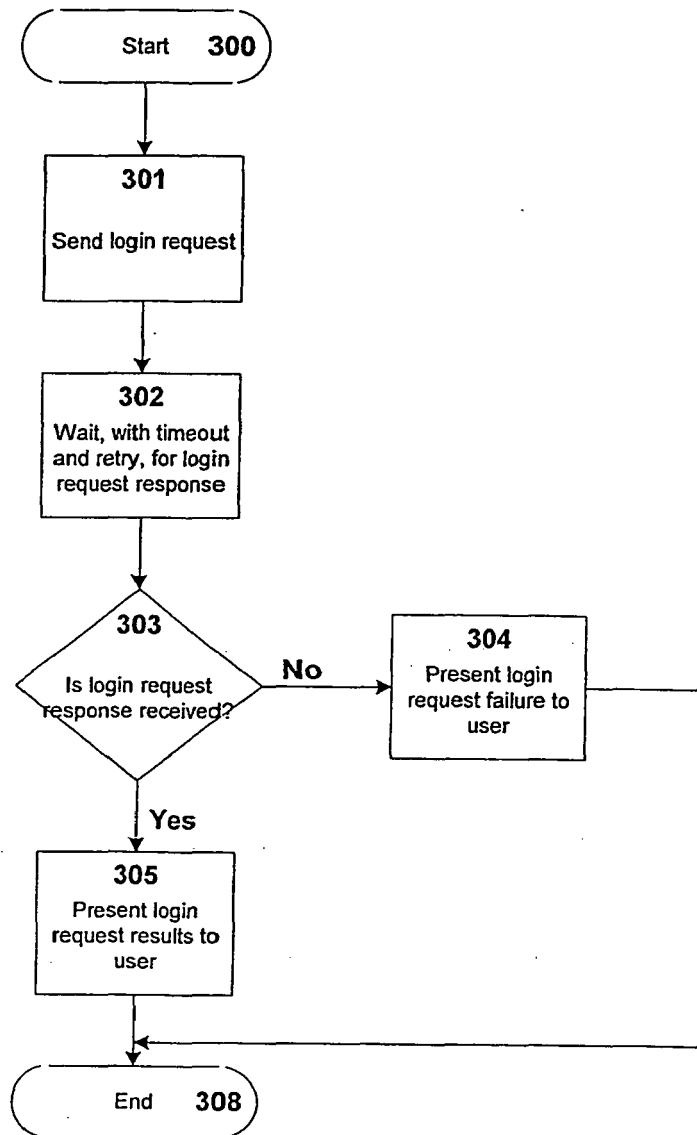 Start 300
301
Send login request
302
Wait, with timeout
and retry, for login
request response
303
Is login request
response received?
No
304
Present login
request failure to
user
Yes
305
Present login
request results to
user
End 308